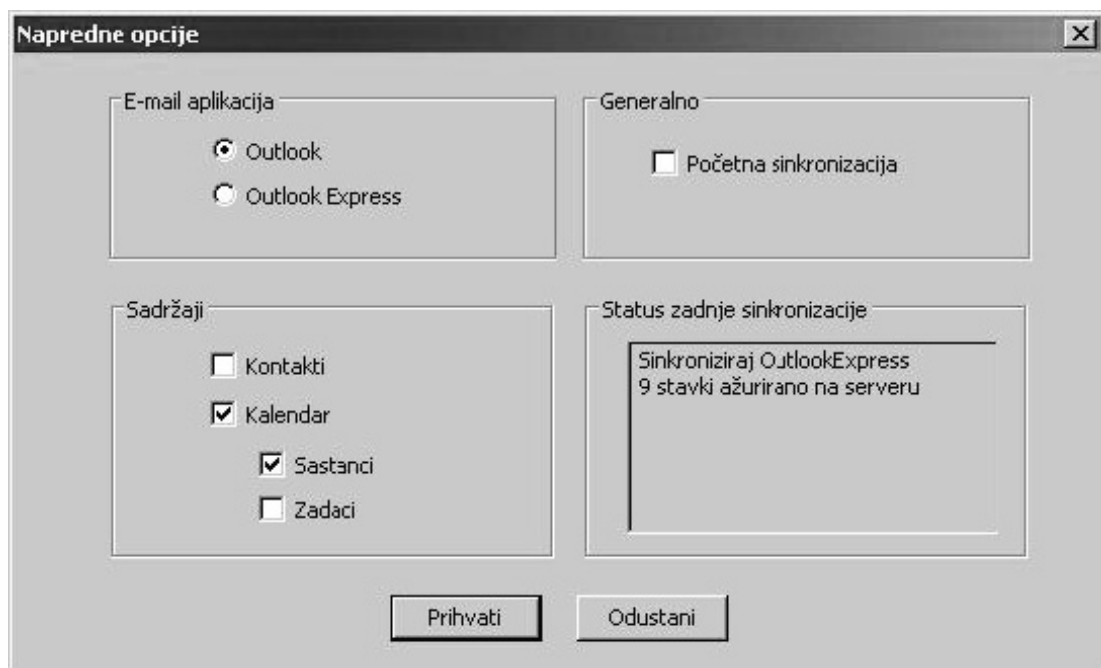 Napredne opcije
E-mail aplikacija
Outlook
Outlook Express
Generalno
Početna sinkronizacija
Sadržaji
Kontakti
Kalendar
Sastanci
Zadaci
Status zadnje sinkronizacije
Sinkroniziraj OutlookExpress
9 stavki ažurirano na serveru
Prihvati
Odustani